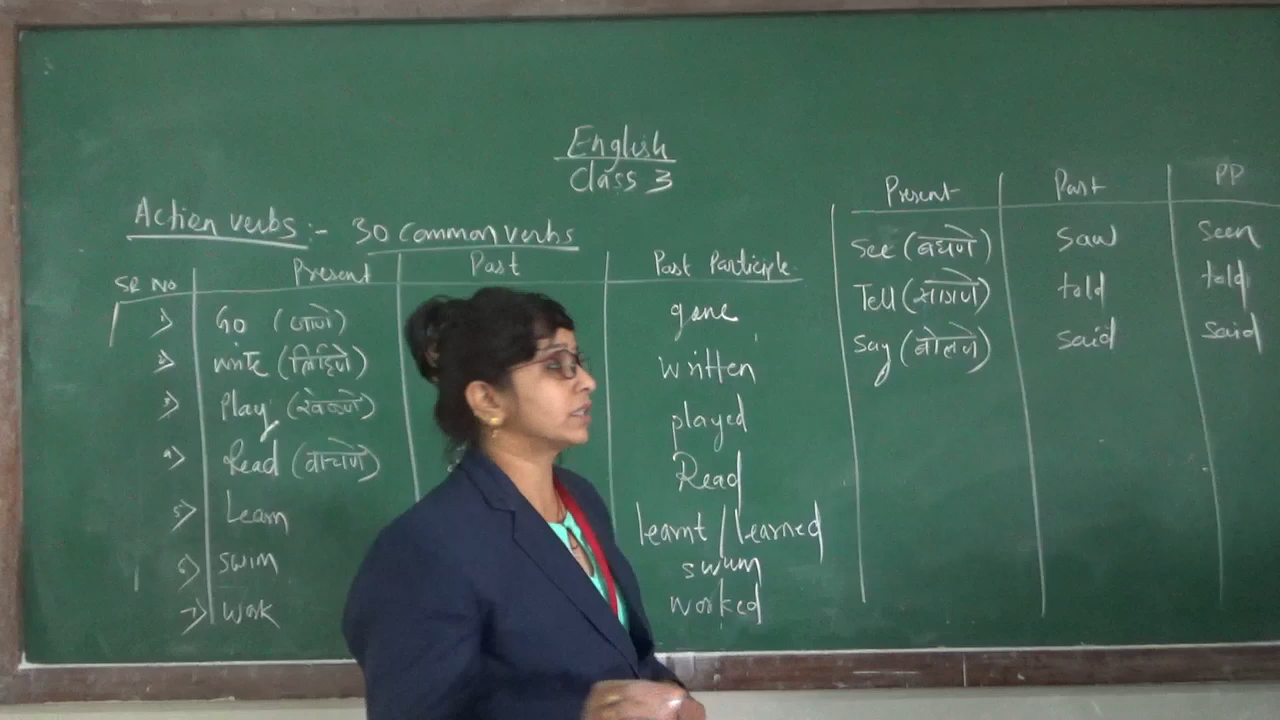 English
Class 3
Action verbs :- 30 Common verbs
SR No Present Past Past Participle
1> Go (जाणे) gone
2> write (लिहिणे) written
3> Play (खेळणे) played
4> Read (वाचणे) Read
5> Learn learnt / learned
6> swim swum
7> Work worked
Present Past PP
See (बघणे) Saw Seen
Tell (सांगणे) told told
Say (बोलणे) said said